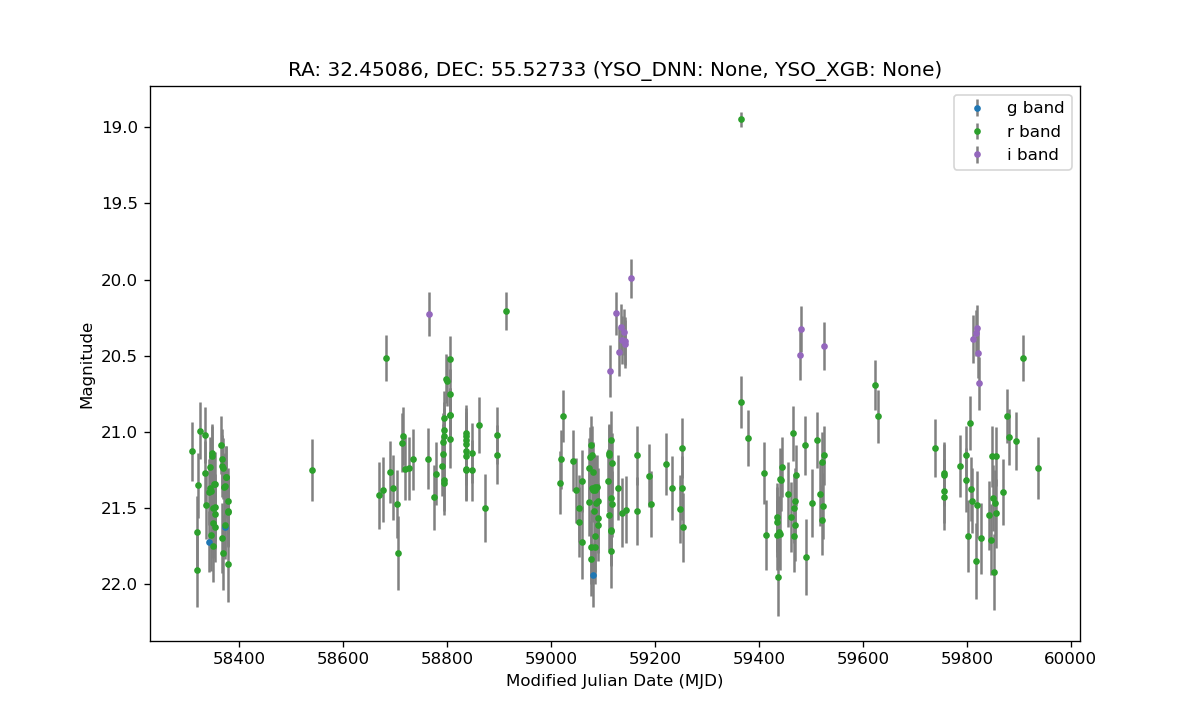 RA: 32.45086, DEC: 55.52733 (YSO_DNN: None, YSO_XGB: None)
g band
r band
i band
19.0
19.5
20.0
20.5
21.0
21.5
22.0
Magnitude
58400 58600 58800 59000 59200 59400 59600 59800 60000
Modified Julian Date (MJD)